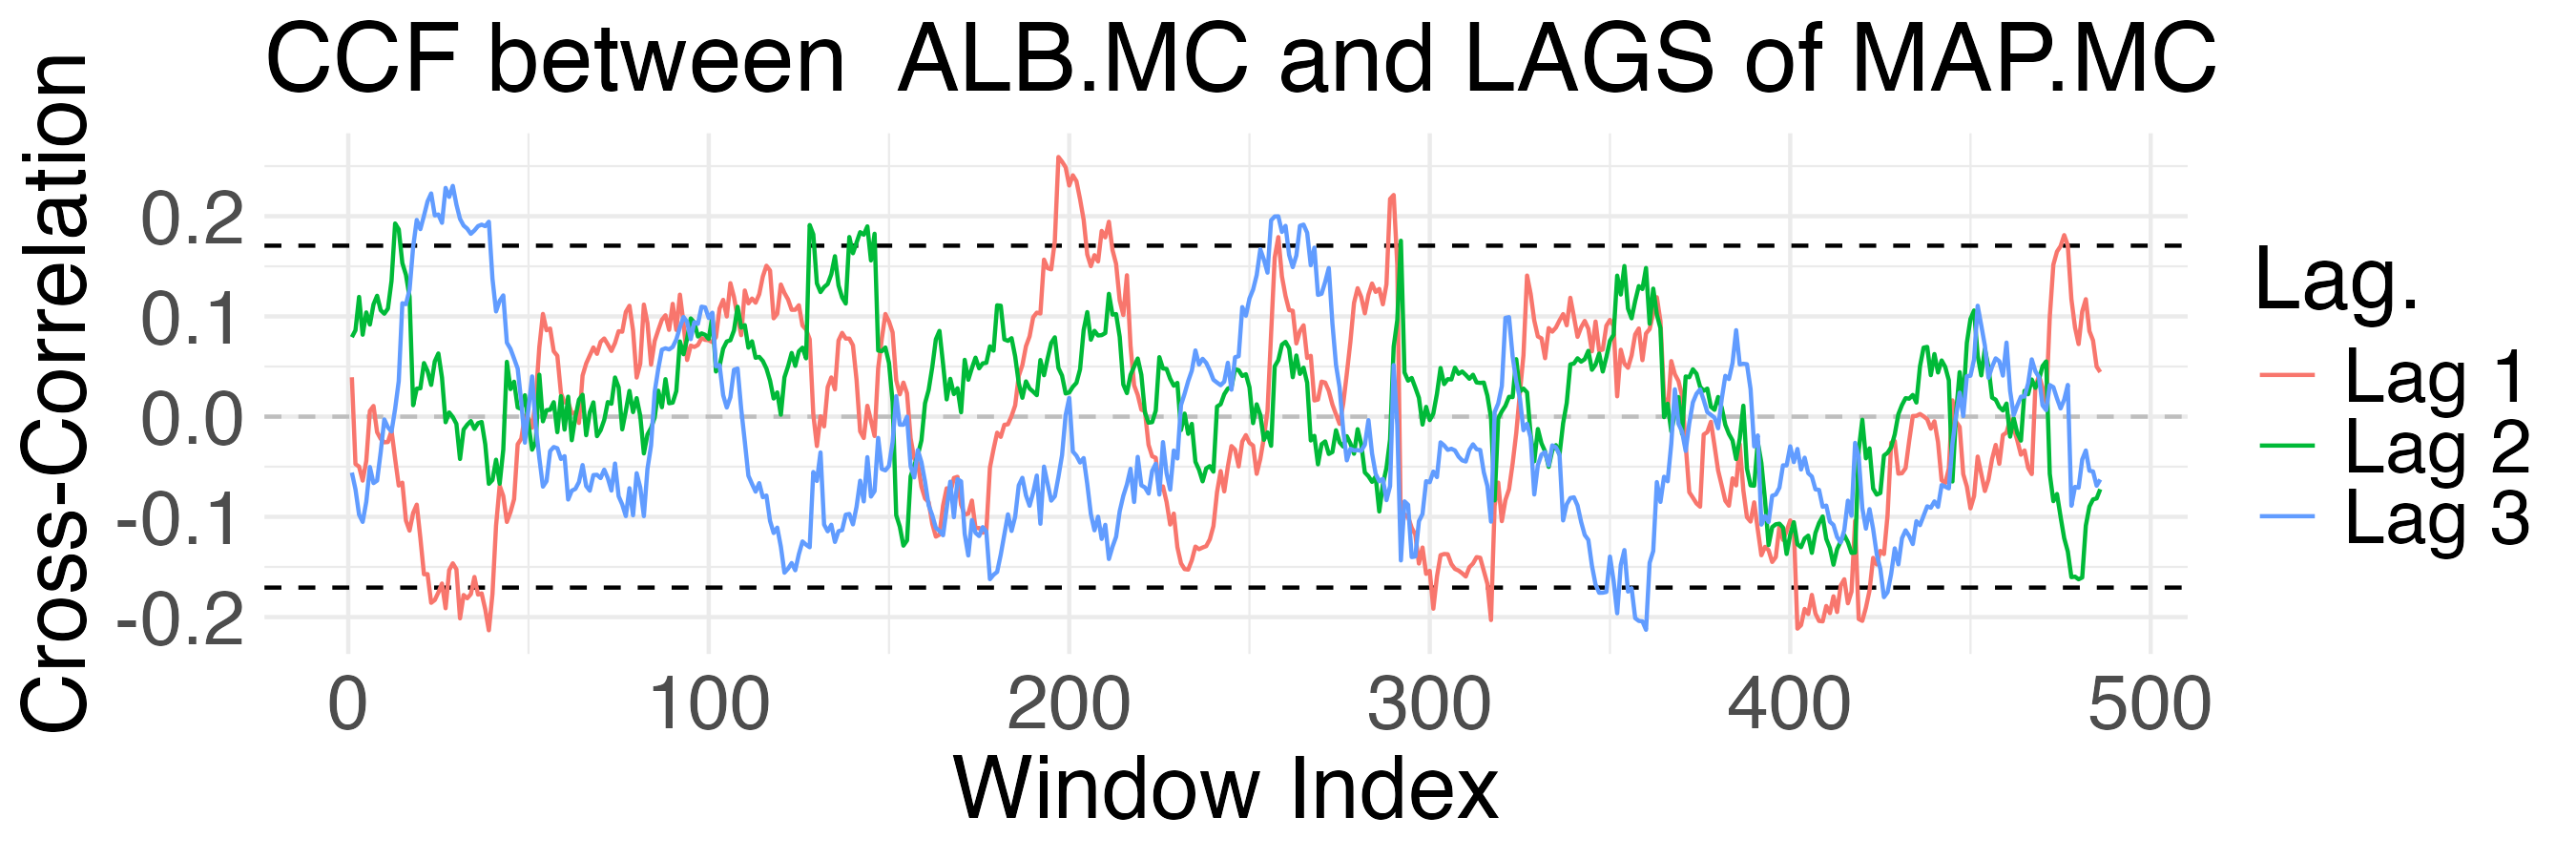 CCF between  ALB.MC and LAGS of MAP.MC
Cross-Correlation
0.2
0.1
0.0
-0.1
-0.2
0 100 200 300 400 500
Window Index
Lag.
Lag 1
Lag 2
Lag 3